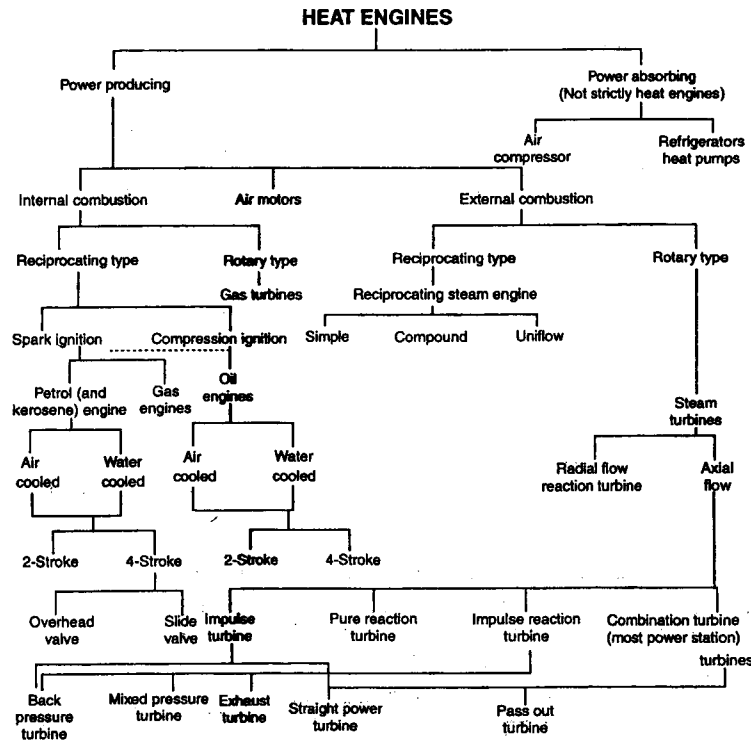 HEAT ENGINES
Power producing
Power absorbing
(Not strictly heat engines)
Air
compressor
Refrigerators
heat pumps
Internal combustion
Air motors
External combustion
Reciprocating type
Rotary type
Reciprocating type
Rotary type
Gas turbines
Reciprocating steam engine
Spark ignition
Compression ignition
Simple
Compound
Uniflow
Petrol (and
kerosene) engine
Gas
engines
Oil
engines
Steam
turbines
Air
cooled
Water
cooled
Air
cooled
Water
cooled
Radial flow
reaction turbine
Axial
flow
2-Stroke
4-Stroke
2-Stroke
4-Stroke
Overhead
valve
Slide
valve
Impulse
turbine
Pure reaction
turbine
Impulse reaction
turbine
Combination turbine
(most power station)
turbines
Back
pressure
turbine
Mixed pressure
turbine
Exhaust
turbine
Straight power
turbine
Pass out
turbine